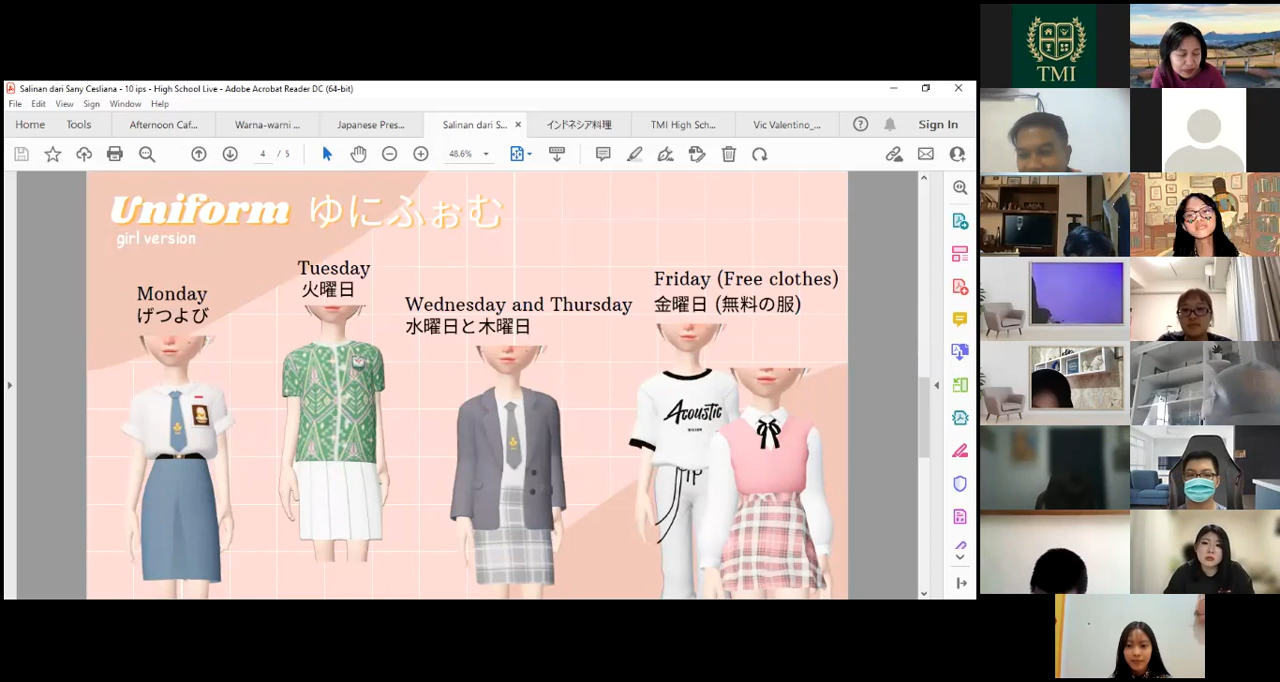 TMI
Salinan dari Sany Cesliana - 10 ips - High School Live - Adobe Acrobat Reader DC (64-bit)
File Edit View Sign Window Help
Home Tools Afternoon Caf... Warna-warni ... Japanese Pres... Salinan dari S... インドネシア料理 TMI High Sch... Vic Valentino_... Sign In
4 / 5 48.6%
Uniform ゆにふぉむ
girl version
Monday
げつよび
Tuesday
火曜日
Wednesday and Thursday
水曜日と木曜日
Friday (Free clothes)
金曜日 (無料の服)
Acoustic